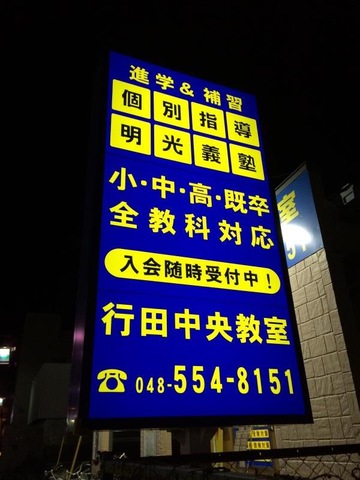 進学&補習
個別指導
明光義塾
小・中・高・既卒
全教科対応
入会随時受付中!
行田中央教室
☎048-554-8151
室